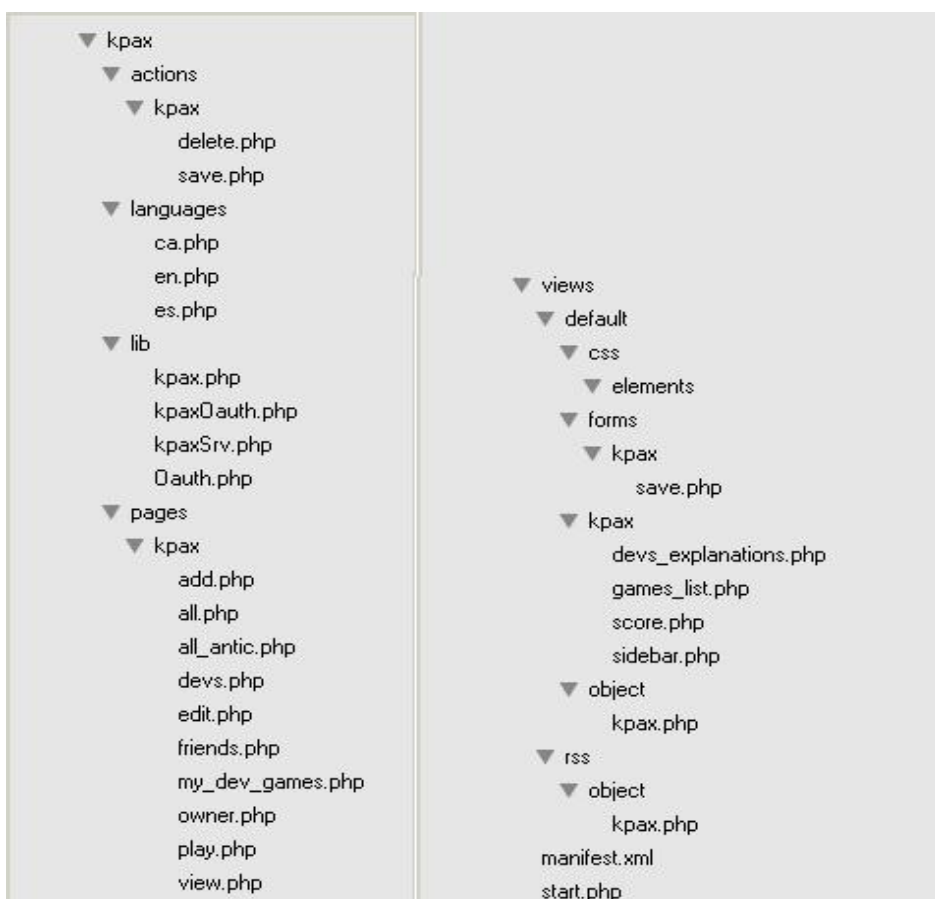 kpax
actions
kpax
delete.php
save.php
languages
ca.php
en.php
es.php
lib
kpax.php
kpaxOauth.php
kpaxSrv.php
Oauth.php
pages
kpax
add.php
all.php
all_antic.php
devs.php
edit.php
friends.php
my_dev_games.php
owner.php
play.php
view.php
views
default
css
elements
forms
kpax
save.php
kpax
devs_explanations.php
games_list.php
score.php
sidebar.php
object
kpax.php
rss
object
kpax.php
manifest.xml
start.php